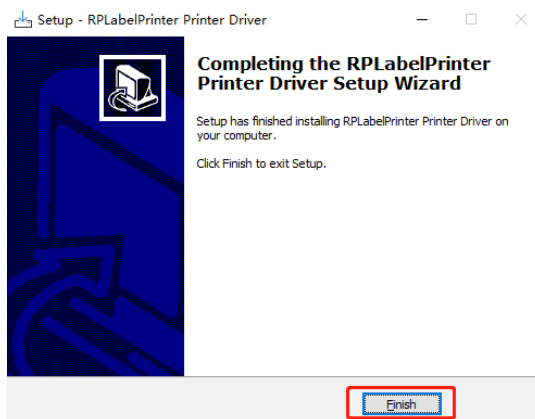 Setup - RPLabelPrinter Printer Driver
Completing the RPLabelPrinter
Printer Driver Setup Wizard
Setup has finished installing RPLabelPrinter Printer Driver on
your computer.
Click Finish to exit Setup.
Finish